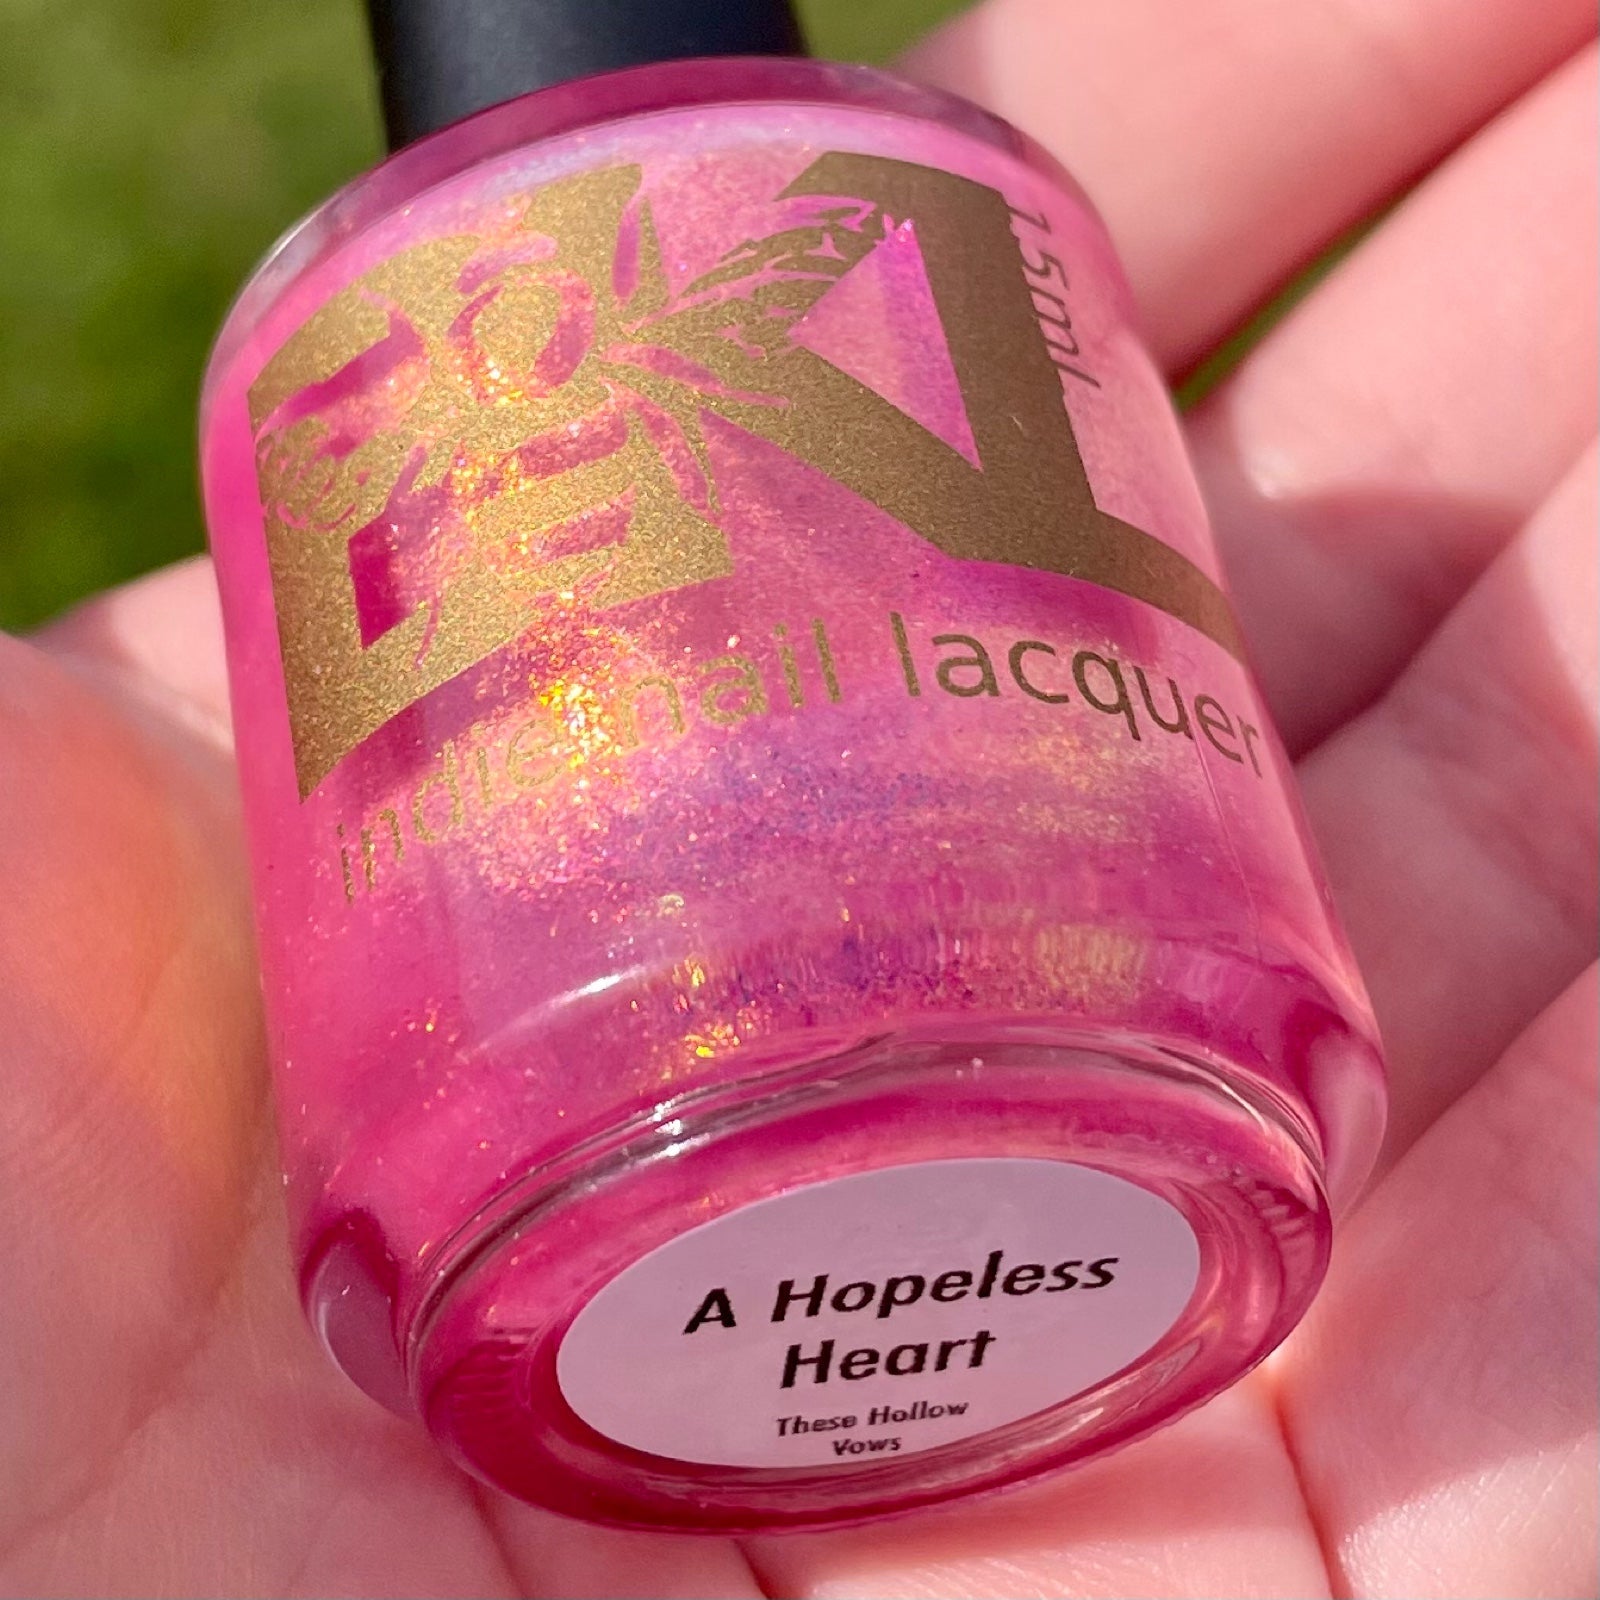 15ml
indie nail lacquer
A Hopeless
Heart
These Hollow
Vows